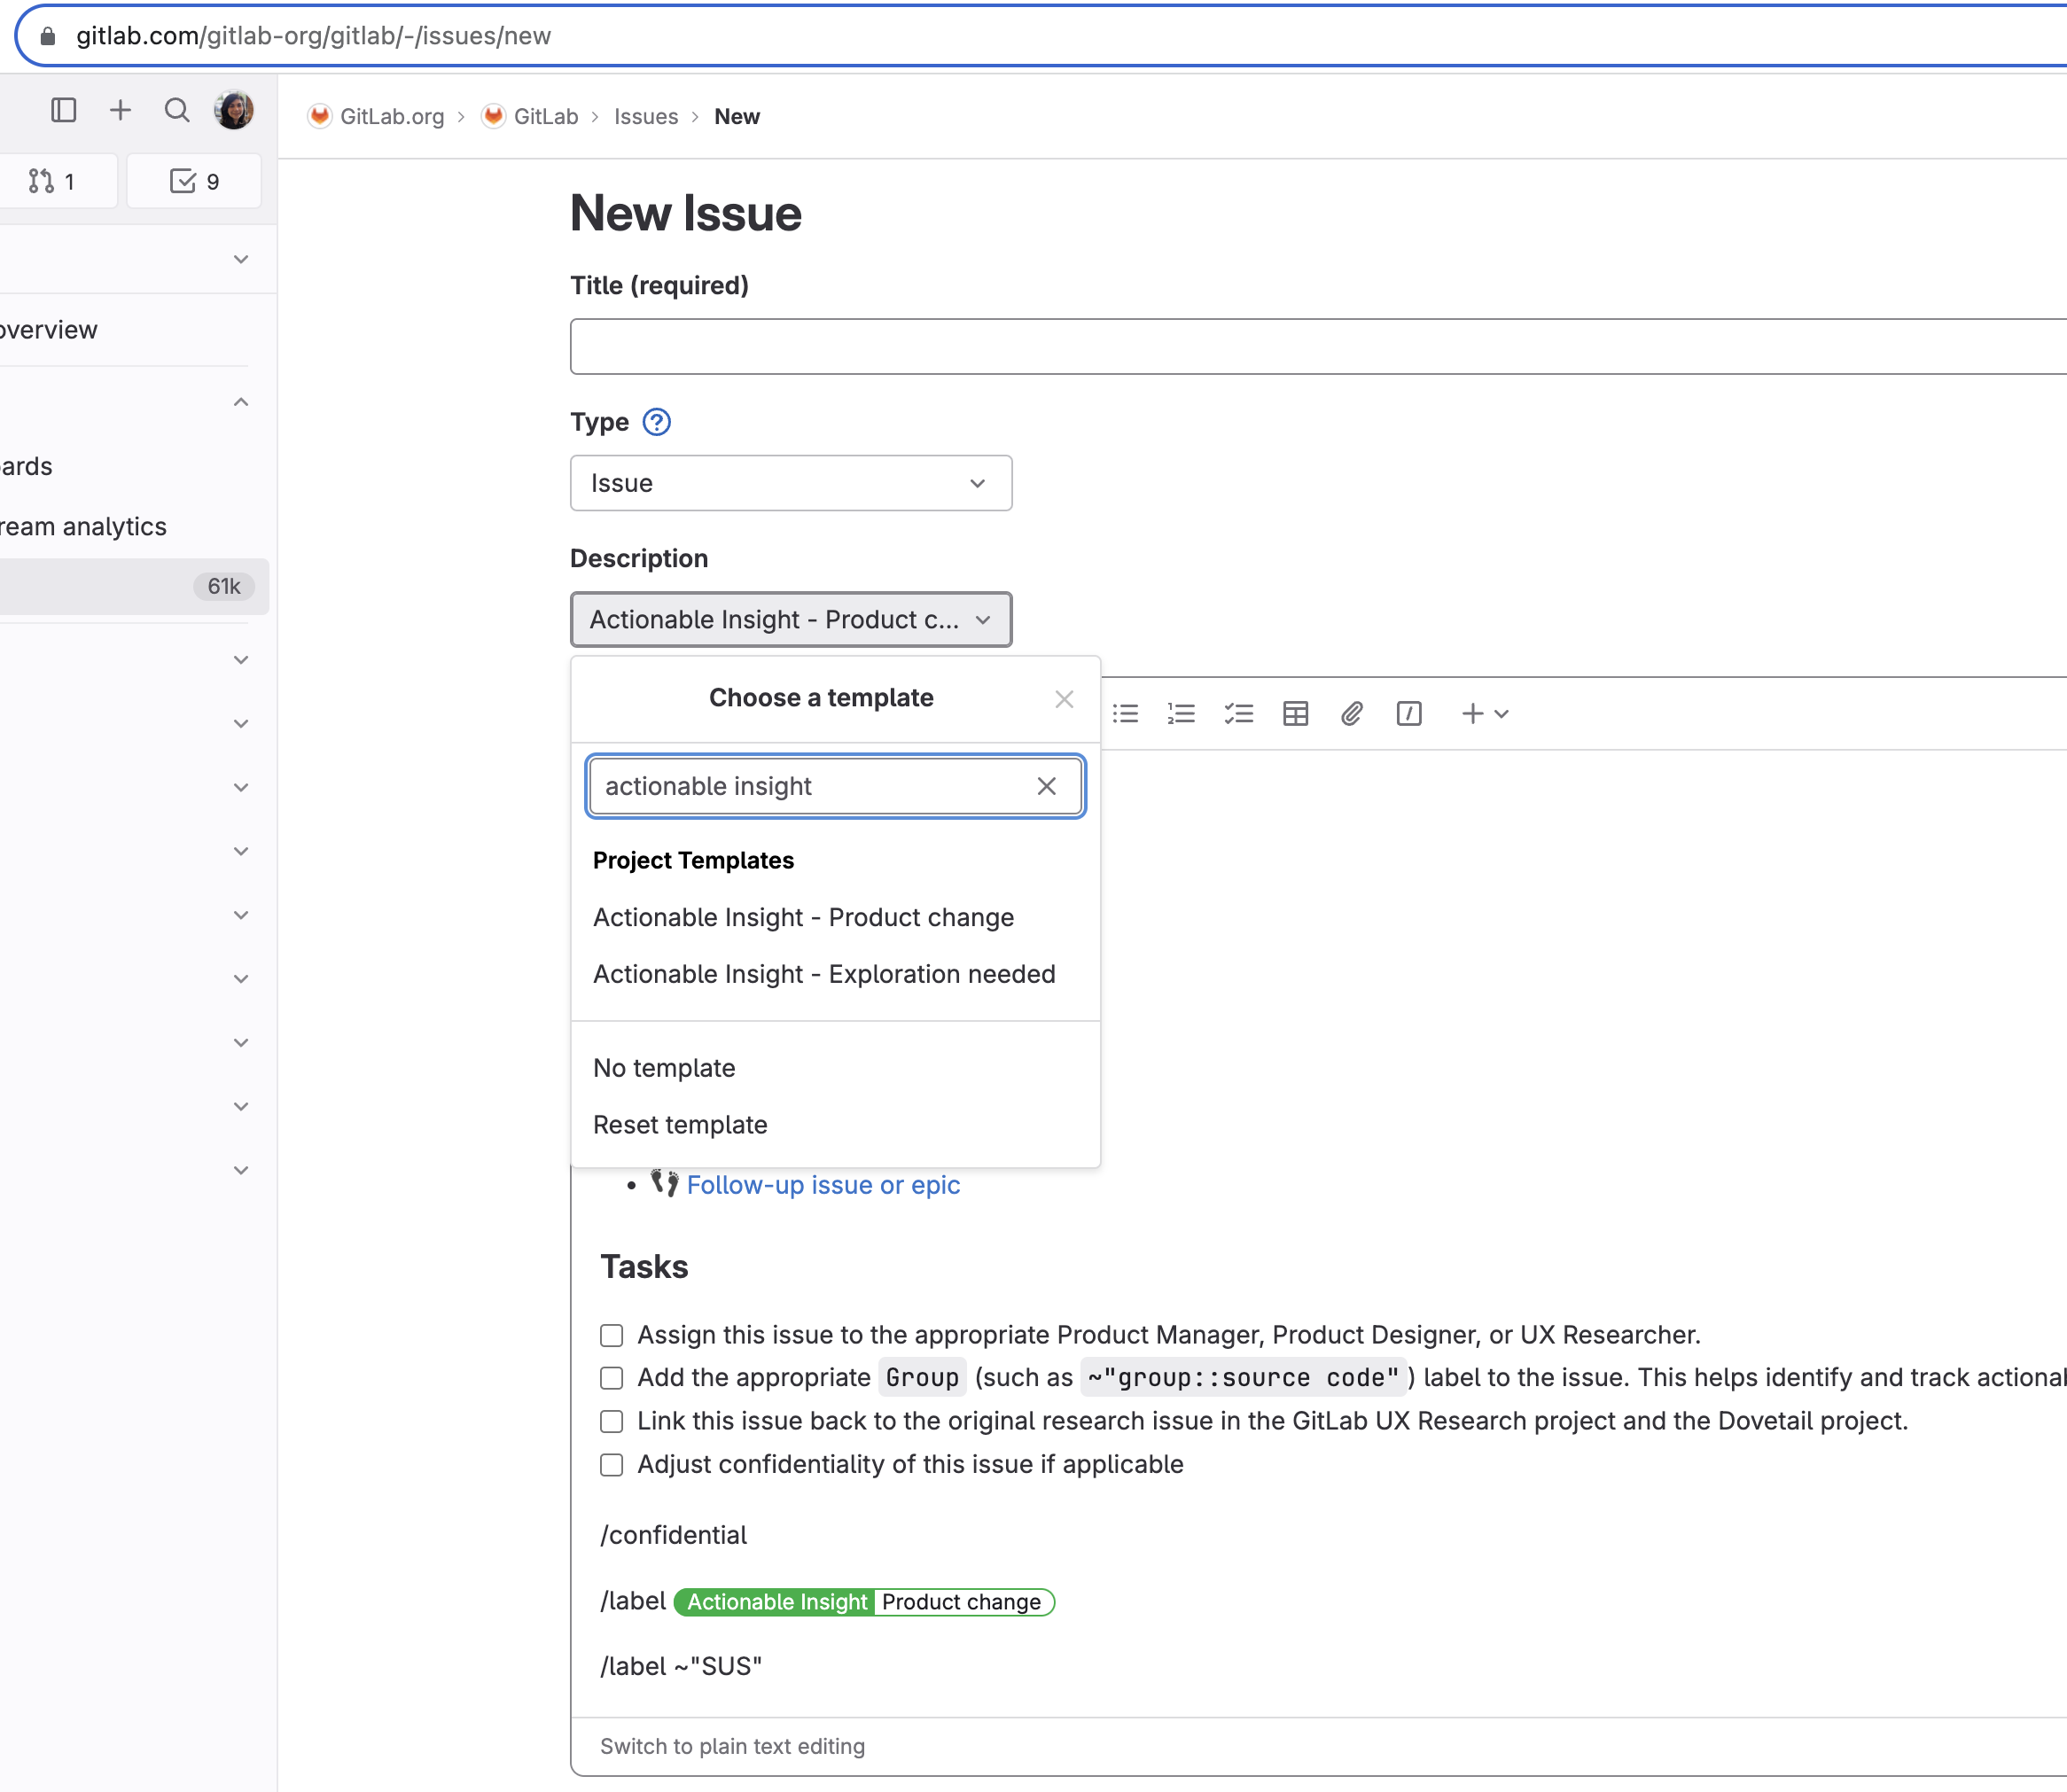 gitlab.com/gitlab-org/gitlab/-/issues/new
GitLab.org › GitLab › Issues › New
1
9
overview
ards
ream analytics
61k
New Issue
Title (required)
Type ?
Issue
Description
Actionable Insight - Product c...
Choose a template
actionable insight
Project Templates
Actionable Insight - Product change
Actionable Insight - Exploration needed
No template
Reset template
• Follow-up issue or epic
Tasks
Assign this issue to the appropriate Product Manager, Product Designer, or UX Researcher.
Add the appropriate Group (such as ~"group::source code") label to the issue. This helps identify and track actional
Link this issue back to the original research issue in the GitLab UX Research project and the Dovetail project.
Adjust confidentiality of this issue if applicable
/confidential
/label Actionable Insight Product change
/label ~"SUS"
Switch to plain text editing